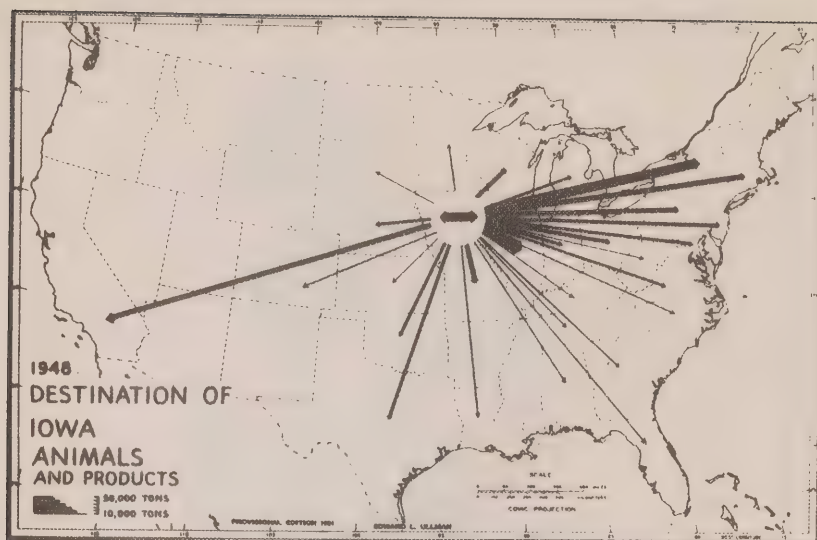 1948
DESTINATION OF
IOWA
ANIMALS
AND PRODUCTS
50,000 TONS
10,000 TONS
PROVISIONAL EDITION 1951
EDWARD L. ULLMAN
SCALE
CONIC PROJECTION